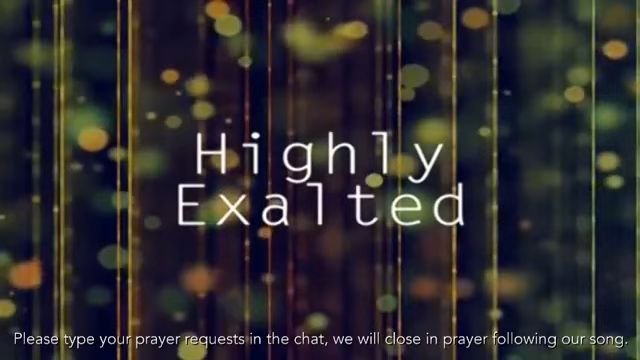 Highly
Exalted
Please type your prayer requests in the chat, we will close in prayer following our song.